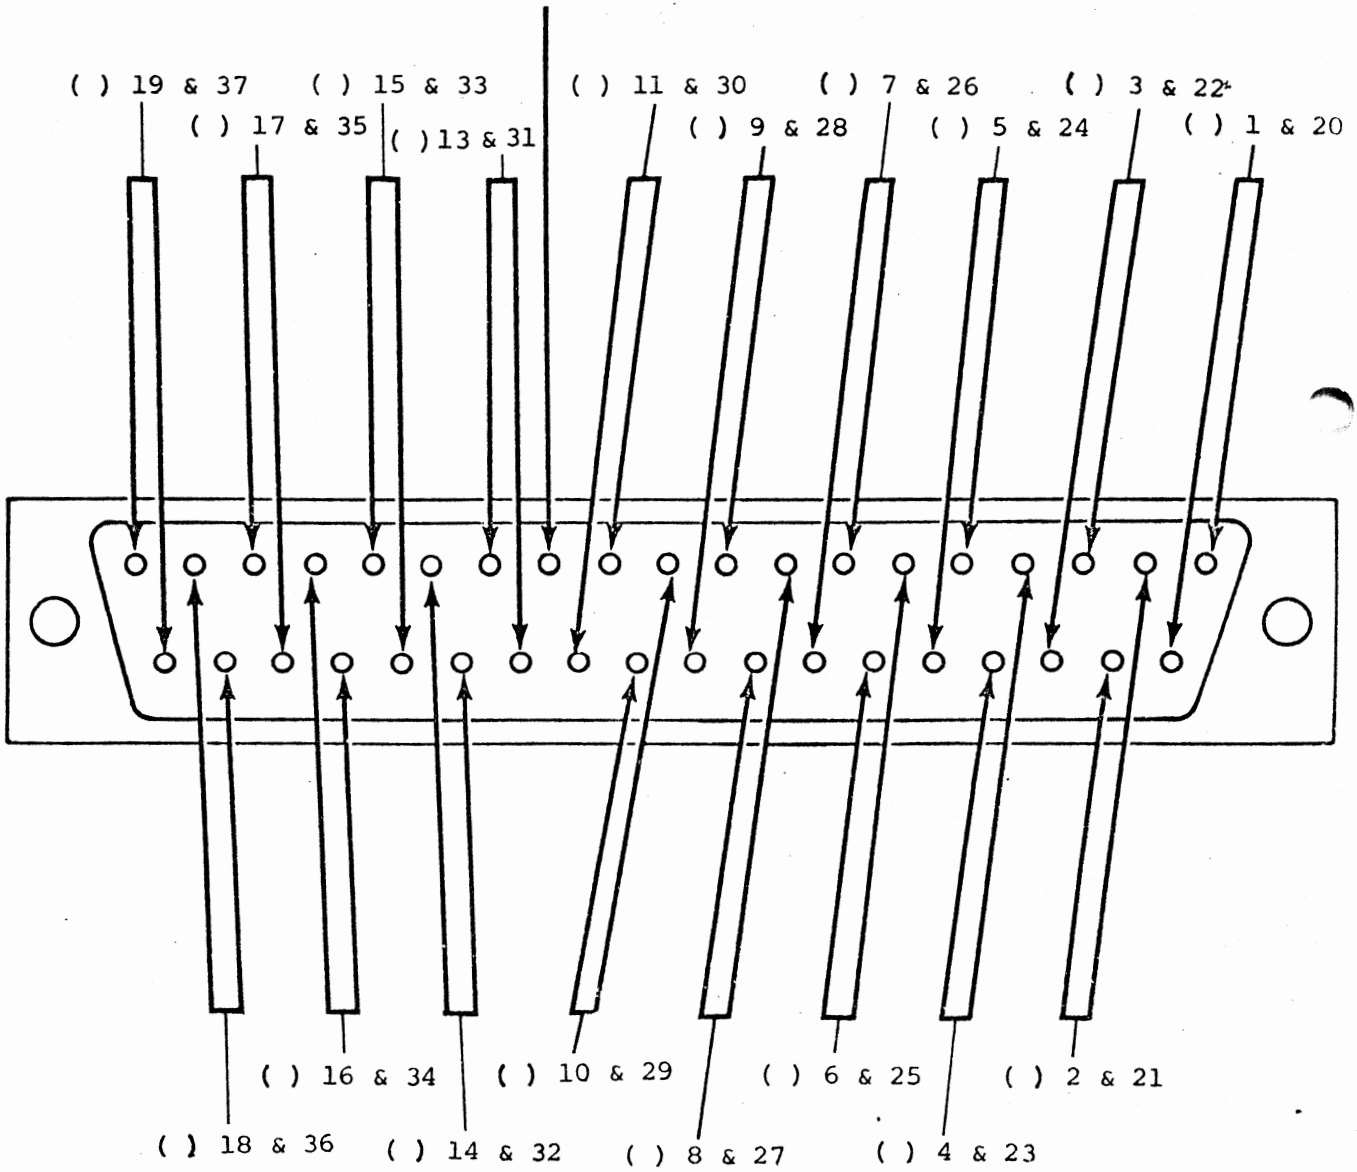 ( ) 19 & 37
( ) 15 & 33
( ) 11 & 30
( ) 7 & 26
( ) 3 & 22
( ) 17 & 35
( ) 13 & 31
( ) 9 & 28
( ) 5 & 24
( ) 1 & 20
( ) 16 & 34
( ) 10 & 29
( ) 6 & 25
( ) 2 & 21
( ) 18 & 36
( ) 14 & 32
( ) 8 & 27
( ) 4 & 23